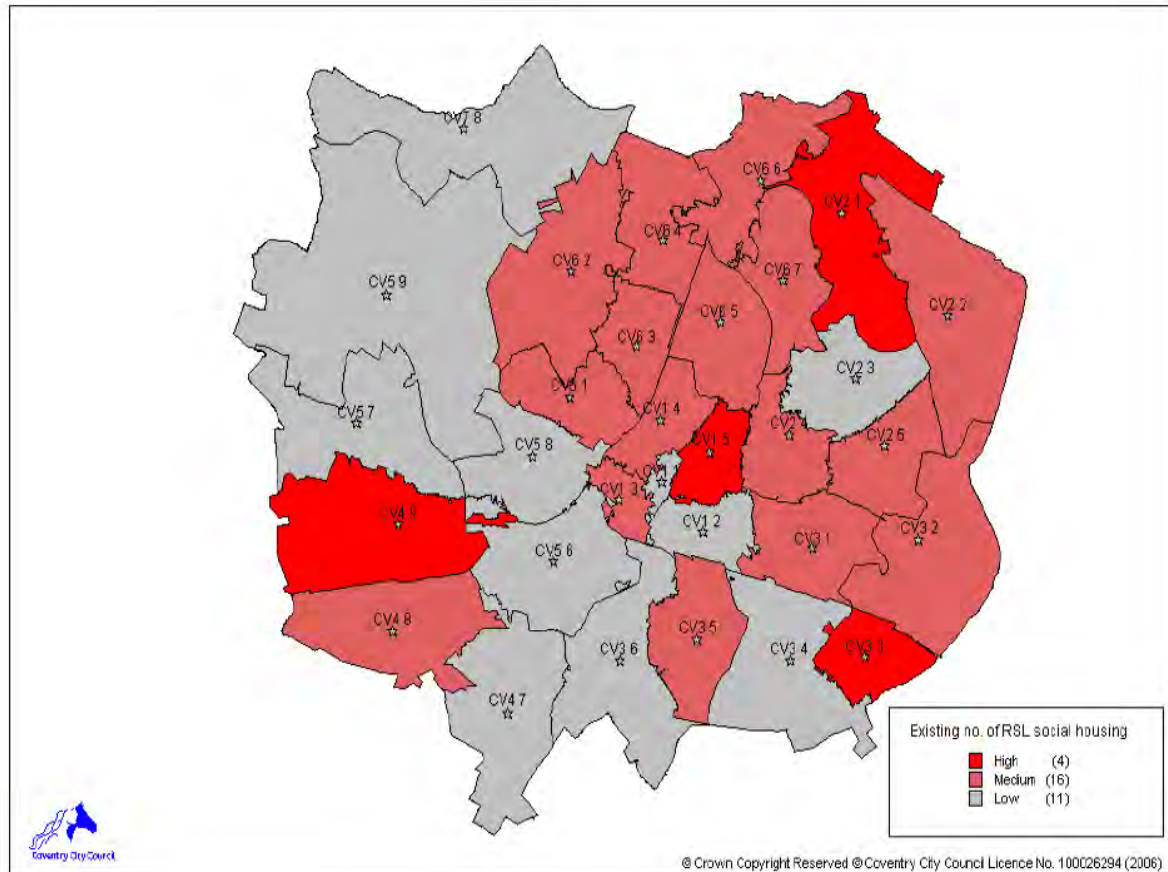 CV7 8
CV6 6
CV2 1
CV6 4
CV6 2
CV6 7
CV5 9
CV2 2
CV6 5
CV6 3
CV2 3
CV6 1
CV1 4
CV5 7
CV2 4
CV2 5
CV5 8
CV1 5
CV1 3
CV4 9
CV1 2
CV3 2
CV3 1
CV5 6
CV4 8
CV3 5
CV3 6
CV3 4
CV3 3
CV4 7
Existing no. of RSL social housing
High (4)
Medium (16)
Low (11)
Coventry City Council
© Crown Copyright Reserved © Coventry City Council Licence No. 100026294 (2006)